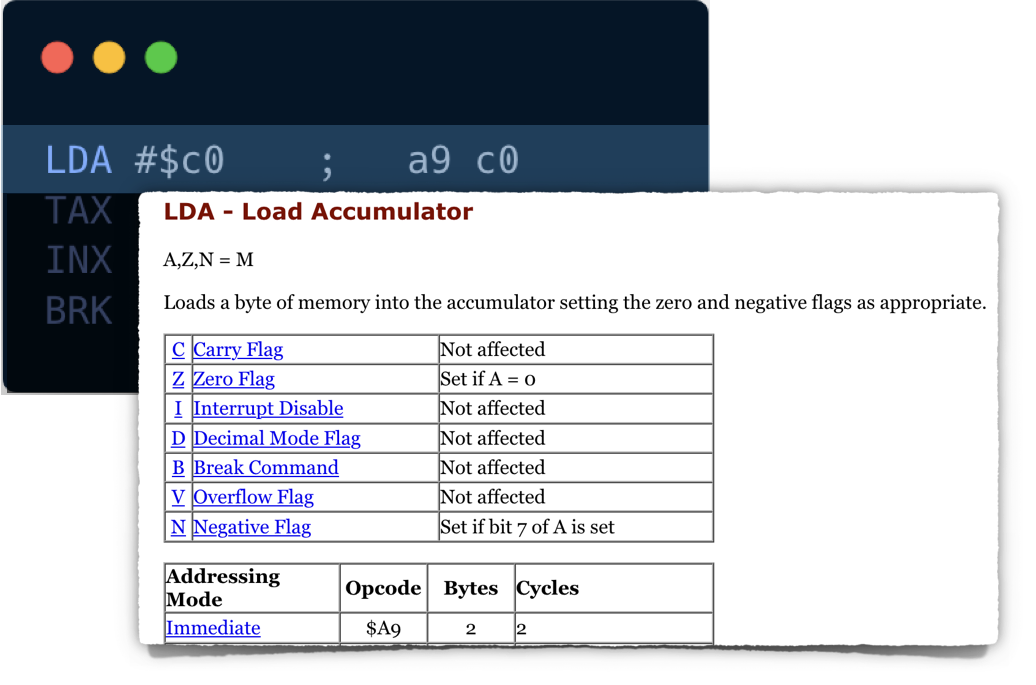 LDA #$c0 ; a9 c0
TAX
INX
BRK
LDA - Load Accumulator
A,Z,N = M
Loads a byte of memory into the accumulator setting the zero and negative flags as appropriate.
C Carry Flag Not affected
Z Zero Flag Set if A = 0
I Interrupt Disable Not affected
D Decimal Mode Flag Not affected
B Break Command Not affected
V Overflow Flag Not affected
N Negative Flag Set if bit 7 of A is set
Addressing Mode Opcode Bytes Cycles
Immediate $A9 2 2